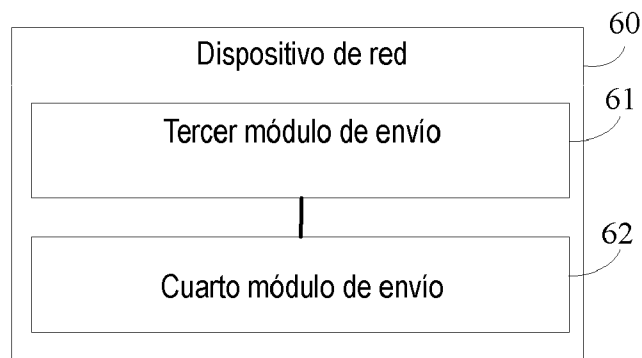 60
Dispositivo de red
61
Tercer módulo de envío
62
Cuarto módulo de envío